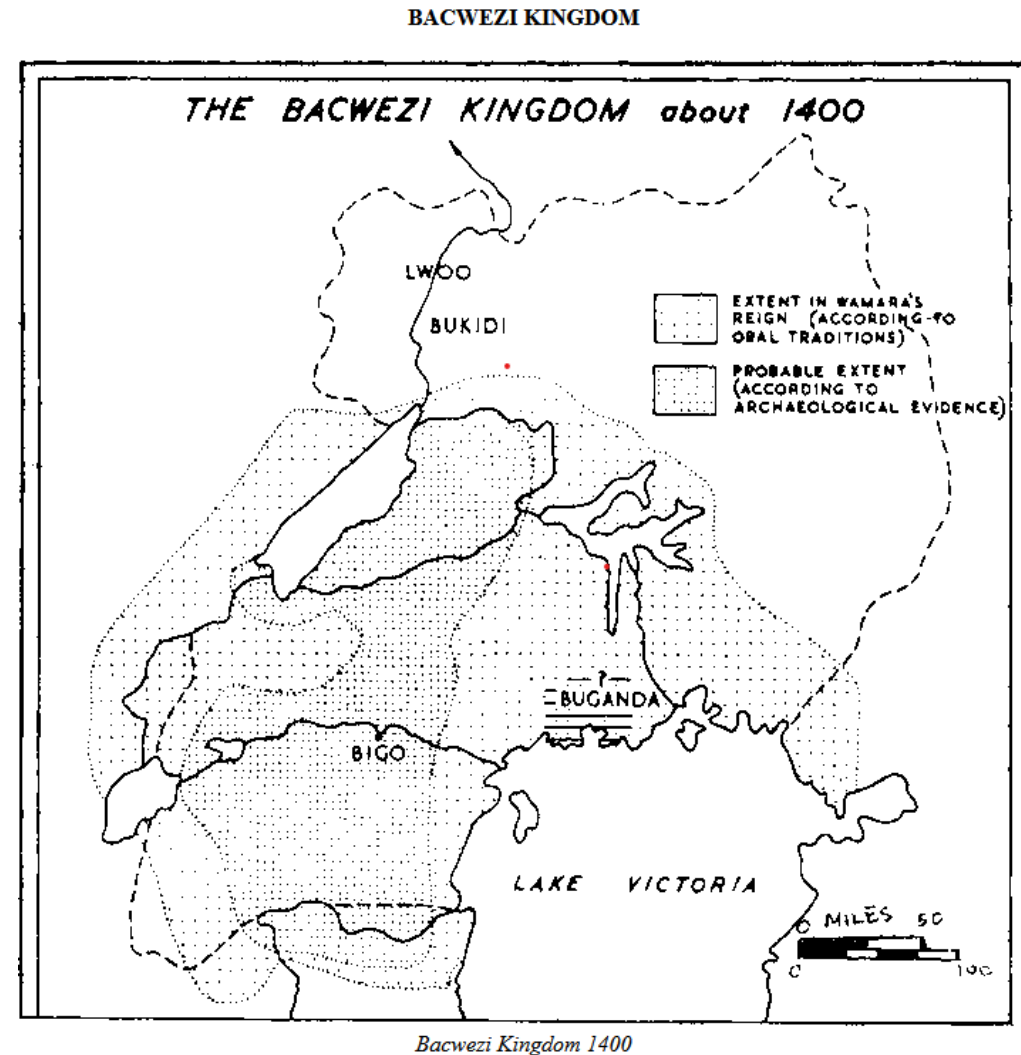 BACWEZI KINGDOM
THE BACWEZI KINGDOM about 1400
LWOO
BUKIDI
EXTENT IN WAMARA'S
REIGN (ACCORDING-TO
ORAL TRADITIONS)
PROBABLE EXTENT
(ACCORDING TO
ARCHAEOLOGICAL EVIDENCE)
?
BUGANDA
BIGO
LAKE VICTORIA
0 MILES 50
0 100
Bacwezi Kingdom 1400